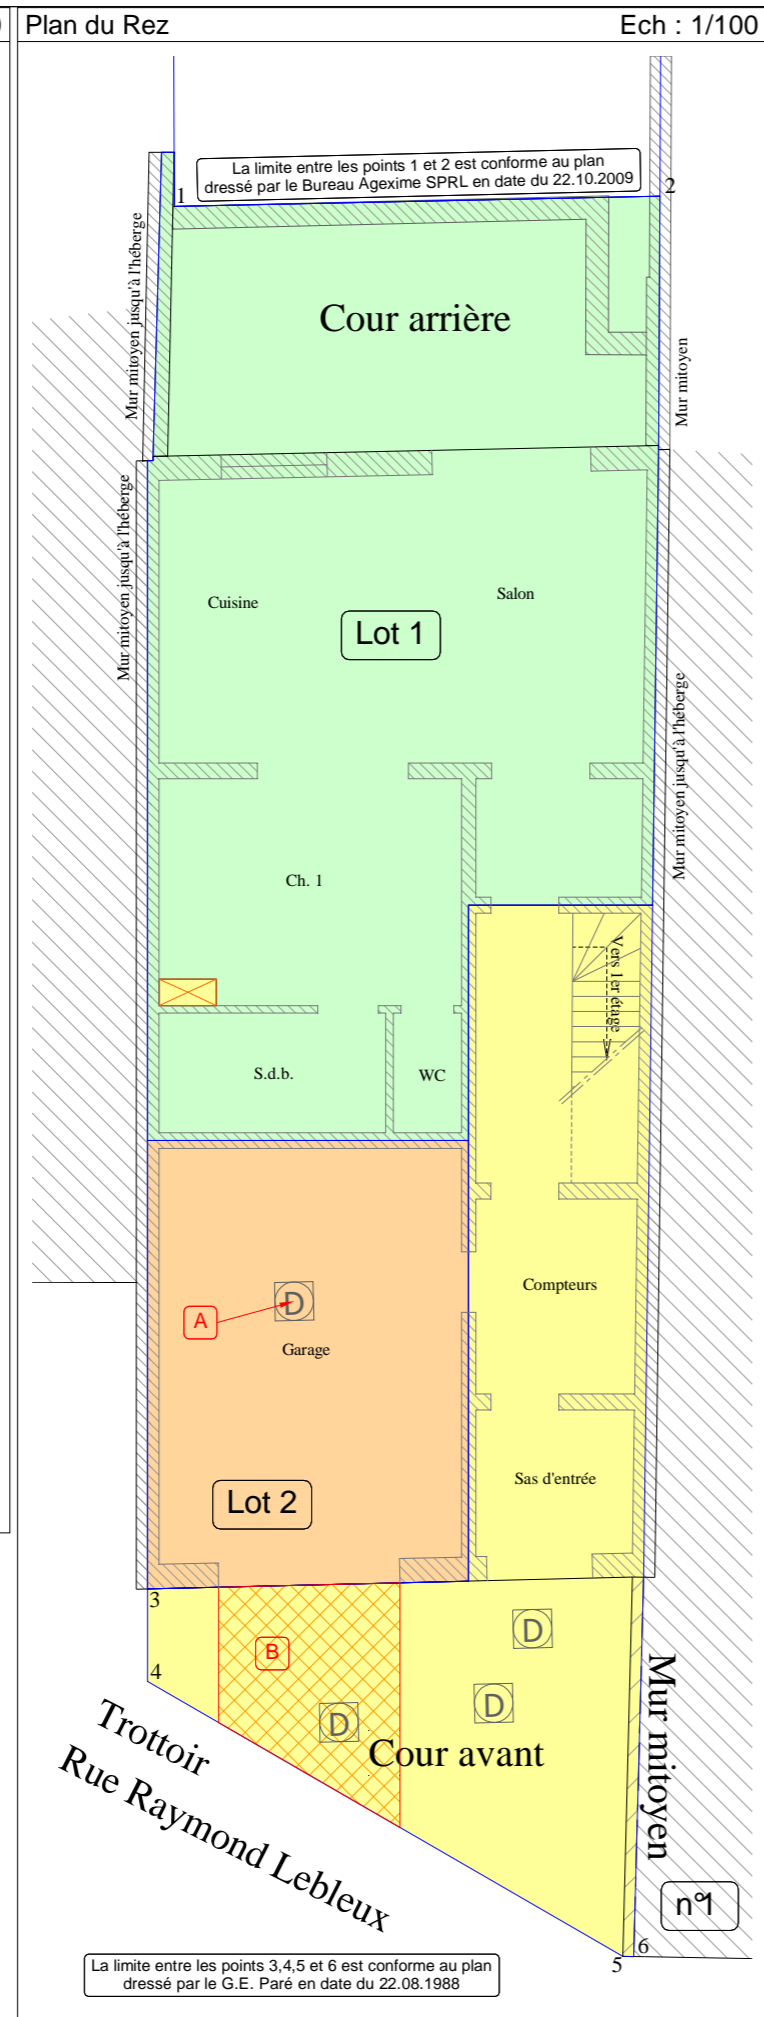 Plan du Rez
Ech : 1/100
La limite entre les points 1 et 2 est conforme au plan
dressé par le Bureau Agexime SPRL en date du 22.10.2009
1
2
Mur mitoyen jusqu'à l'héberge
Cour arrière
Mur mitoyen
Mur mitoyen jusqu'à l'héberge
Cuisine
Salon
Lot 1
Mur mitoyen jusqu'à l'héberge
Ch. 1
Vers 1er étage
S.d.b.
WC
Compteurs
D
A
Garage
Sas d'entrée
Lot 2
3
B
D
4
D
D
Trottoir
Cour avant
Mur mitoyen
Rue Raymond Lebleux
n°1
6
5
La limite entre les points 3,4,5 et 6 est conforme au plan
dressé par le G.E. Paré en date du 22.08.1988